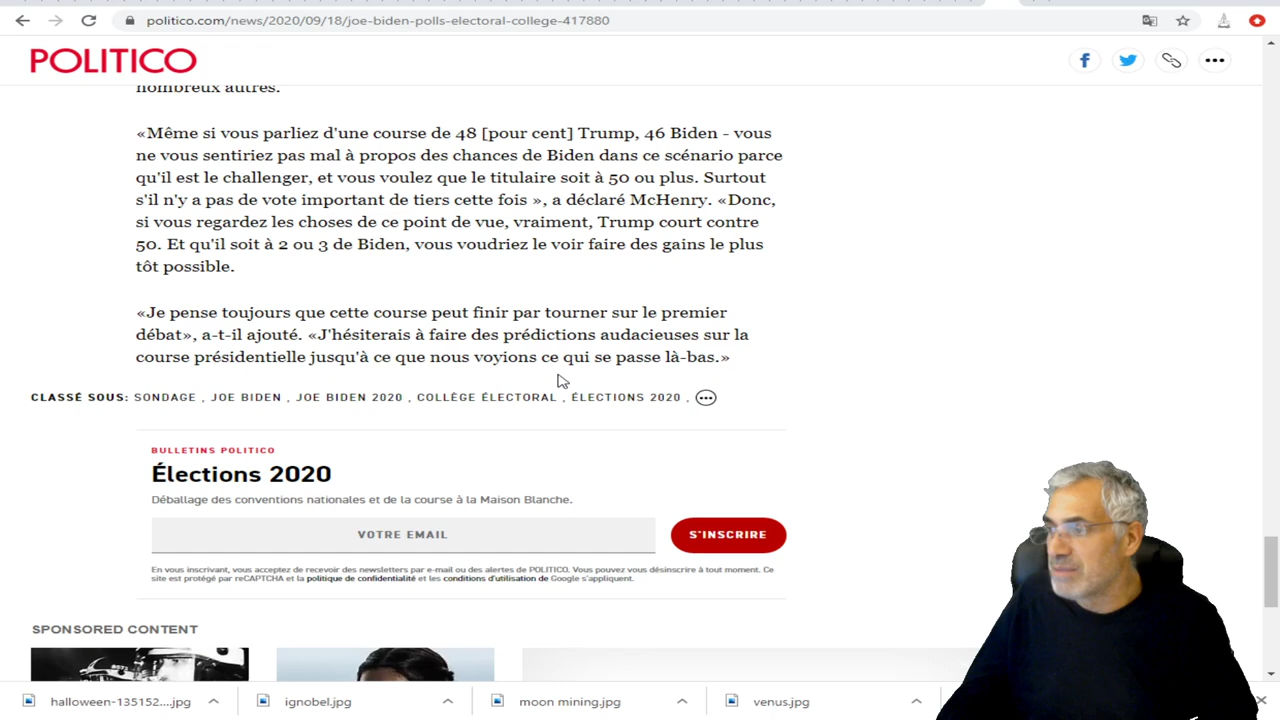 politico.com/news/2020/09/18/joe-biden-polls-electoral-college-417880
POLITICO
nombreux autres.
«Même si vous parliez d'une course de 48 [pour cent] Trump, 46 Biden - vous
ne vous sentiriez pas mal à propos des chances de Biden dans ce scénario parce
qu'il est le challenger, et vous voulez que le titulaire soit à 50 ou plus. Surtout
s'il n'y a pas de vote important de tiers cette fois », a déclaré McHenry. «Donc,
si vous regardez les choses de ce point de vue, vraiment, Trump court contre
50. Et qu'il soit à 2 ou 3 de Biden, vous voudriez le voir faire des gains le plus
tôt possible.
«Je pense toujours que cette course peut finir par tourner sur le premier
débat», a-t-il ajouté. «J'hésiterais à faire des prédictions audacieuses sur la
course présidentielle jusqu'à ce que nous voyions ce qui se passe là-bas.»
CLASSÉ SOUS: SONDAGE , JOE BIDEN , JOE BIDEN 2020 , COLLÈGE ÉLECTORAL , ÉLECTIONS 2020 ,
BULLETINS POLITICO
Élections 2020
Déballage des conventions nationales et de la course à la Maison Blanche.
VOTRE EMAIL
S'INSCRIRE
En vous inscrivant, vous acceptez de recevoir des newsletters par e-mail ou des alertes de POLITICO. Vous pouvez vous désinscrire à tout moment. Ce
site est protégé par reCAPTCHA et la politique de confidentialité et les conditions d'utilisation de Google s'appliquent.
SPONSORED CONTENT
halloween-135152....jpg
ignobel.jpg
moon mining.jpg
venus.jpg